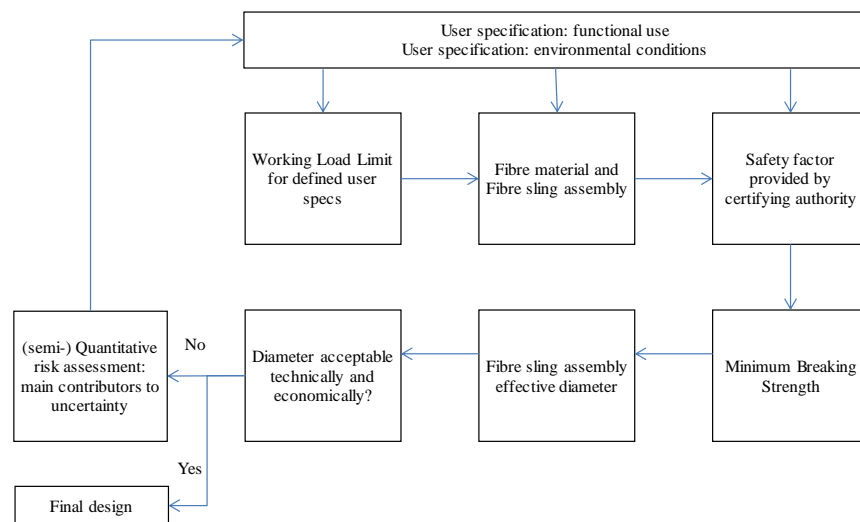 User specification: functional use
User specification: environmental conditions
Working Load Limit
for defined user
specs
Fibre material and
Fibre sling assembly
Safety factor
provided by
certifying authority
(semi-) Quantitative
risk assessment:
main contributors to
uncertainty
No
Diameter acceptable
technically and
economically?
Fibre sling assembly
effective diameter
Minimum Breaking
Strength
Yes
Final design